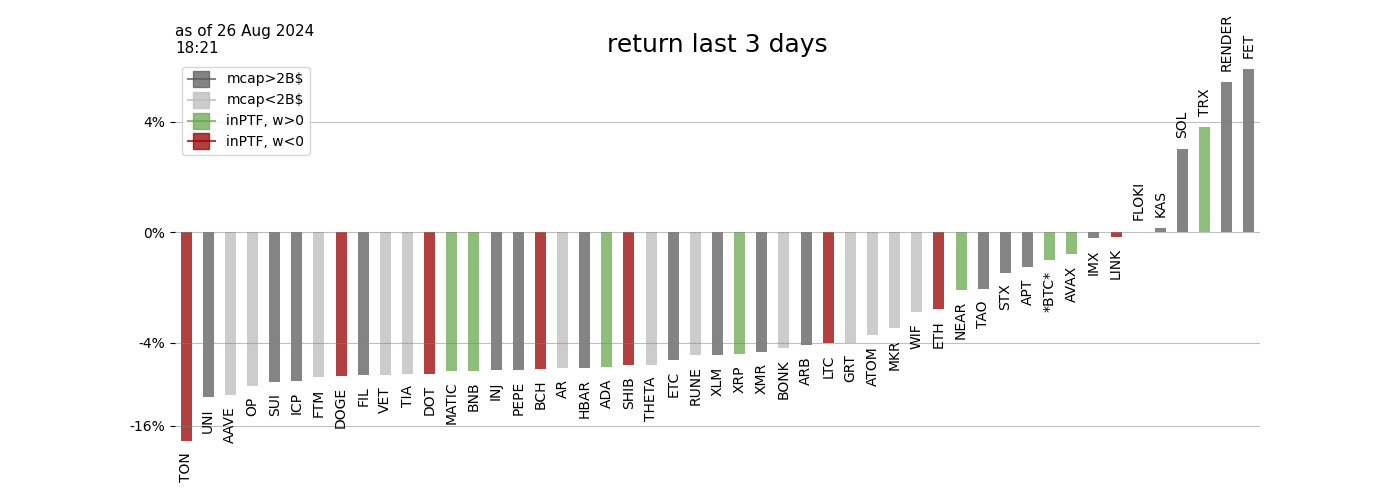 as of 26 Aug 2024
18:21
return last 3 days
mcap>2B$
mcap<2B$
inPTF, w>0
inPTF, w<0
4%
0%
-4%
-16%
TON
UNI
AAVE
OP
SUI
ICP
FTM
DOGE
FIL
VET
TIA
DOT
MATIC
BNB
INJ
PEPE
BCH
AR
HBAR
ADA
SHIB
THETA
ETC
RUNE
XLM
XRP
XMR
BONK
ARB
LTC
GRT
ATOM
MKR
WIF
ETH
NEAR
TAO
STX
APT
*BTC*
AVAX
IMX
LINK
FLOKI
KAS
SOL
TRX
RENDER
FET